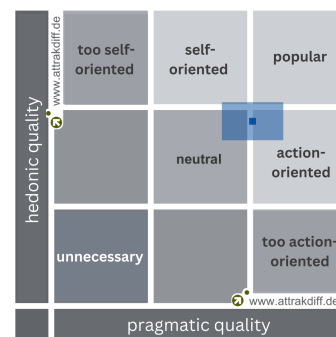 www.attrakdiff.de
too self-
oriented
self-
oriented
popular
hedonic quality
neutral
action-
oriented
unnecessary
too action-
oriented
www.attrakdiff.de
pragmatic quality